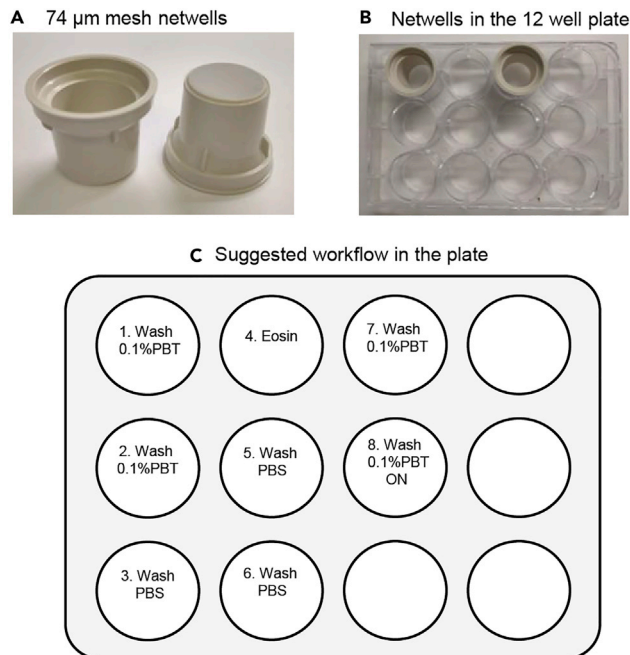 A 74 µm mesh netwells
B Netwells in the 12 well plate
C Suggested workflow in the plate
1. Wash
0.1%PBT
4. Eosin
7. Wash
0.1%PBT
2. Wash
0.1%PBT
5. Wash
PBS
8. Wash
0.1%PBT
ON
3. Wash
PBS
6. Wash
PBS